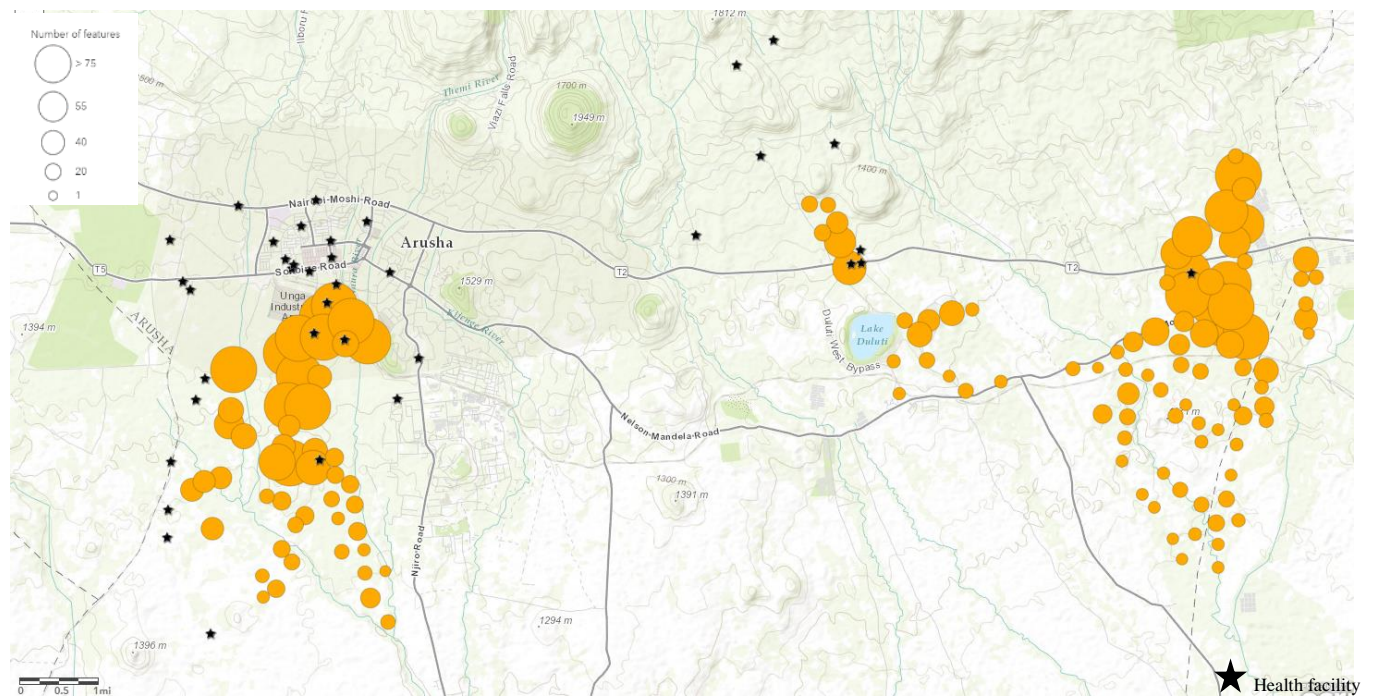 1812 m
Number of features
> 75
55
40
20
1
Themi River
Viazi Falls Road
1700 m
1949 m
1400 m
Nairobi-Moshi-Road
Arusha
Sokoine-Road
T5
T2
T2
1529 m
Unga
ARUSHA
1394 m
Lake
Duluti
Duluti West-Bypass
Nelson-Mandela-Road
1300 m
1391 m
Njiro-Road
1294 m
1396 m
0 0.5 1mi
Health facility